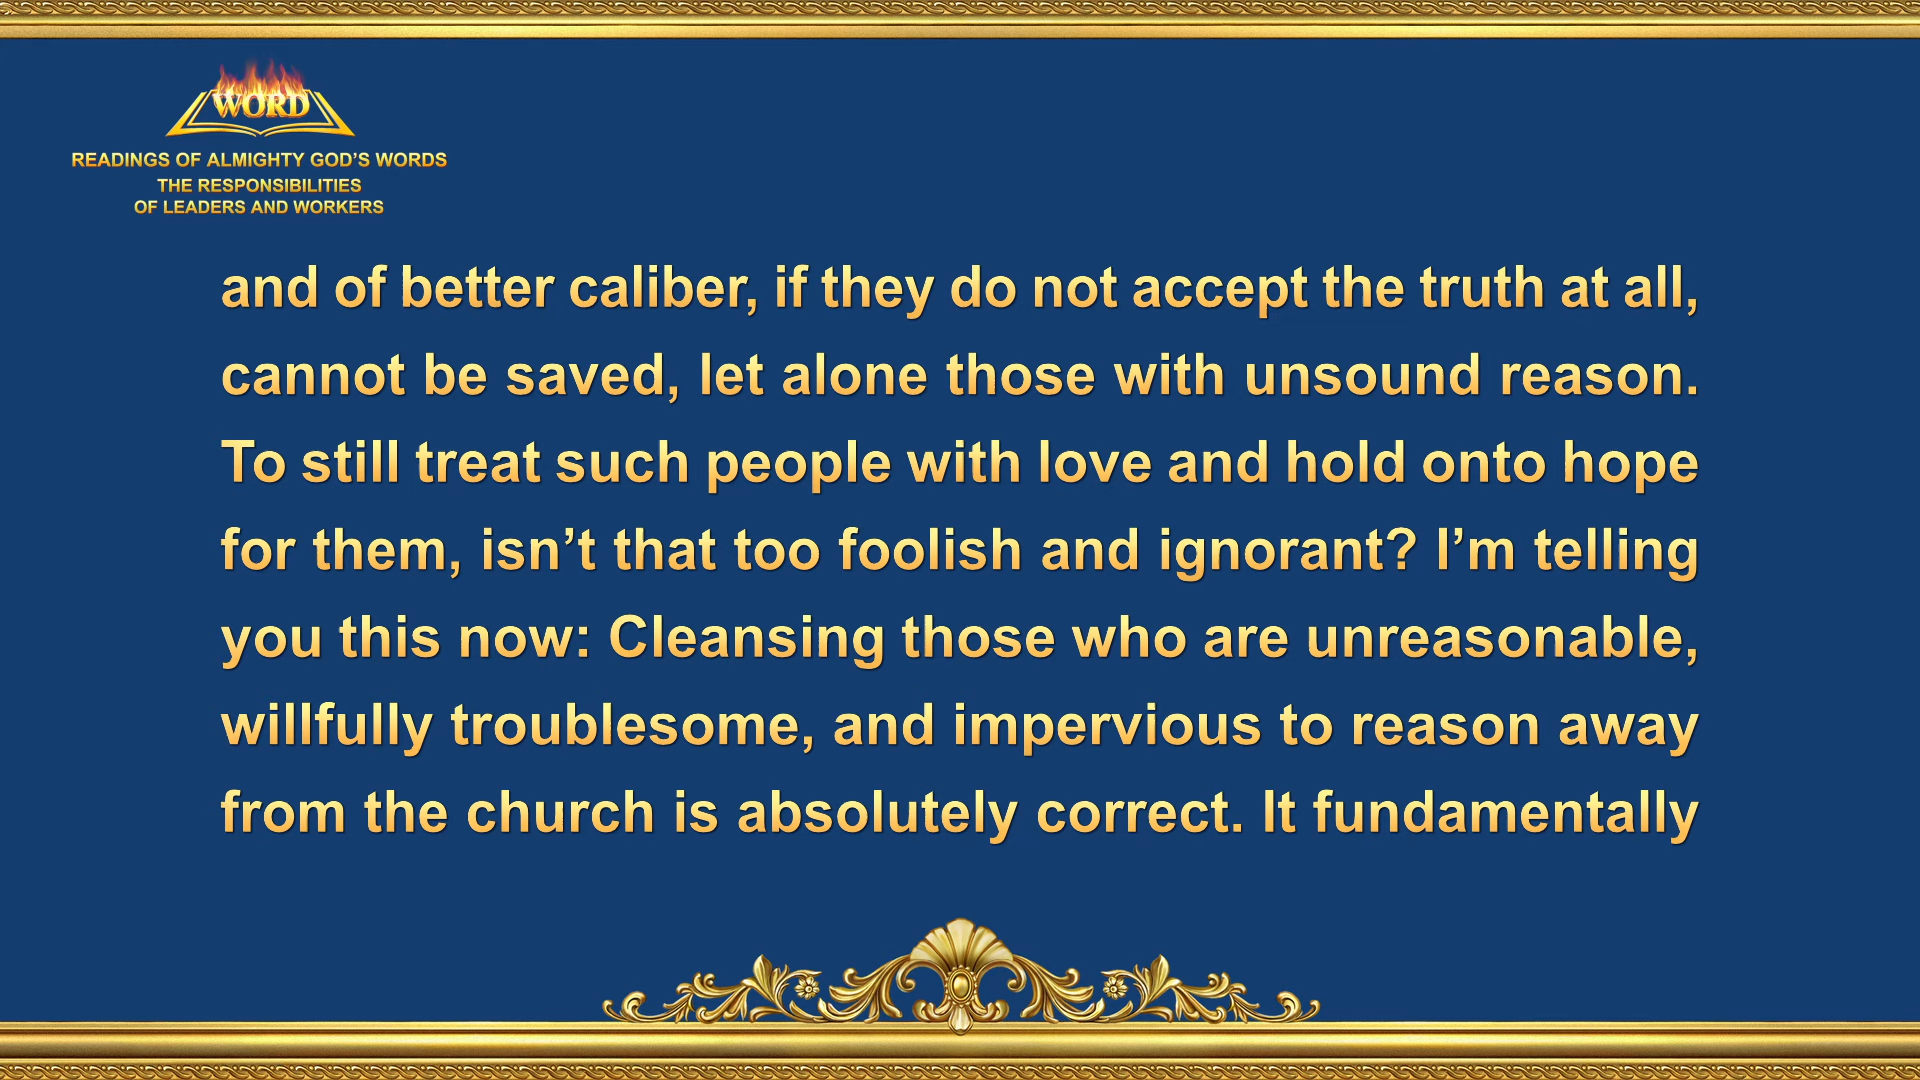 WORD
READINGS OF ALMIGHTY GOD’S WORDS
THE RESPONSIBILITIES
OF LEADERS AND WORKERS
and of better caliber, if they do not accept the truth at all,
cannot be saved, let alone those with unsound reason.
To still treat such people with love and hold onto hope
for them, isn’t that too foolish and ignorant? I’m telling
you this now: Cleansing those who are unreasonable,
willfully troublesome, and impervious to reason away
from the church is absolutely correct. It fundamentally